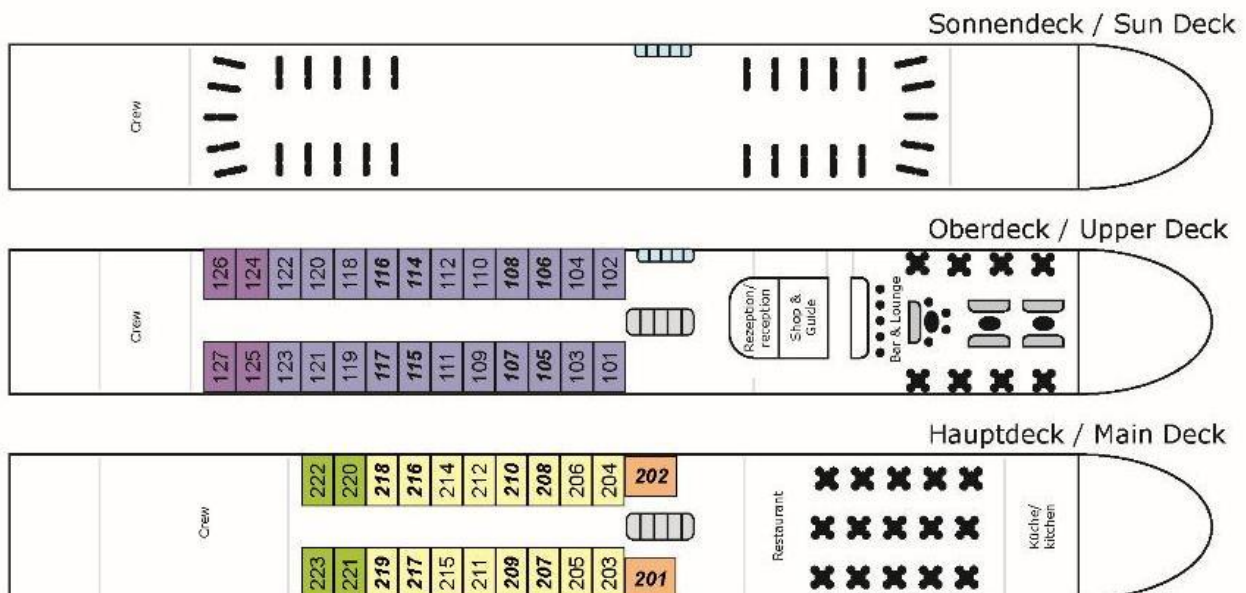 Sonnendeck / Sun Deck
Crew
Oberdeck / Upper Deck
126 124 122 120 118 116 114 112 110 108 106 104 102
Crew
Rezeption/
reception
Shop &
Guide
Bar & Lounge
127 125 123 121 119 117 115 111 109 107 105 103 101
Hauptdeck / Main Deck
222 220 218 216 214 212 210 208 206 204 202
Crew
Restaurant
Küche/
kitchen
223 221 219 217 215 211 209 207 205 203 201